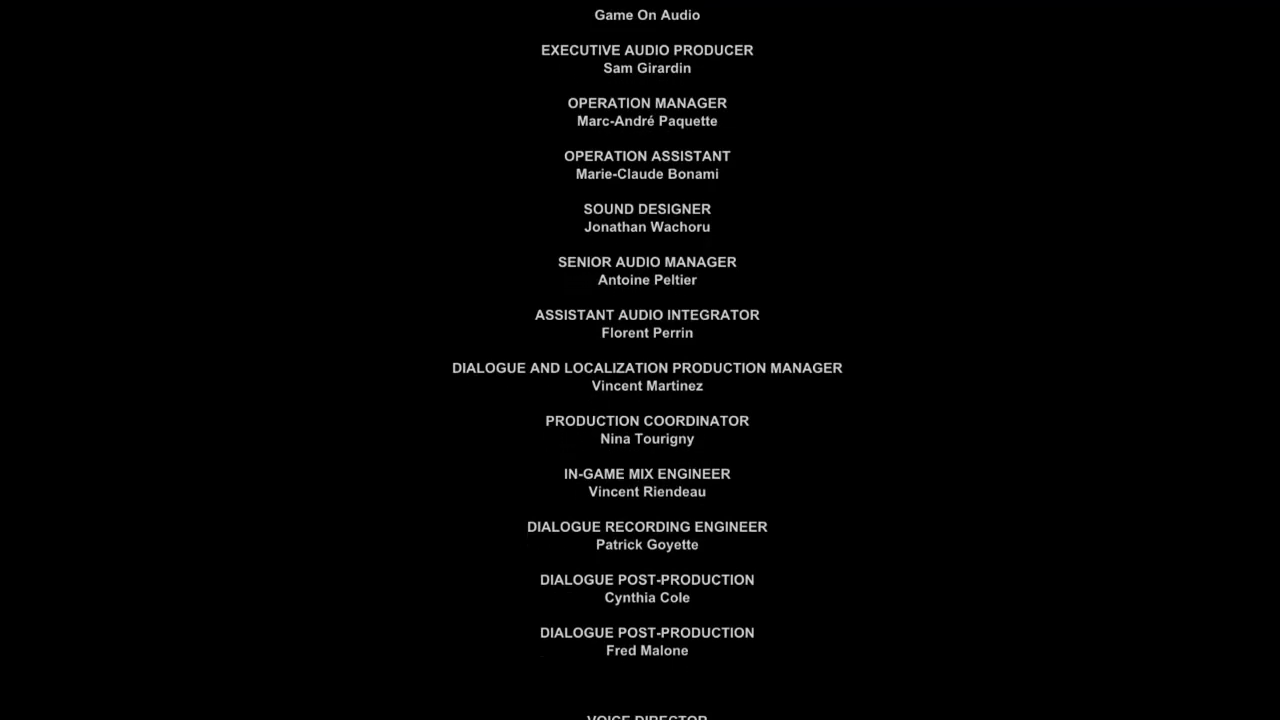 Game On Audio
EXECUTIVE AUDIO PRODUCER
Sam Girardin
OPERATION MANAGER
Marc-André Paquette
OPERATION ASSISTANT
Marie-Claude Bonami
SOUND DESIGNER
Jonathan Wachoru
SENIOR AUDIO MANAGER
Antoine Peltier
ASSISTANT AUDIO INTEGRATOR
Florent Perrin
DIALOGUE AND LOCALIZATION PRODUCTION MANAGER
Vincent Martinez
PRODUCTION COORDINATOR
Nina Tourigny
IN-GAME MIX ENGINEER
Vincent Riendeau
DIALOGUE RECORDING ENGINEER
Patrick Goyette
DIALOGUE POST-PRODUCTION
Cynthia Cole
DIALOGUE POST-PRODUCTION
Fred Malone
VOICE DIRECTOR